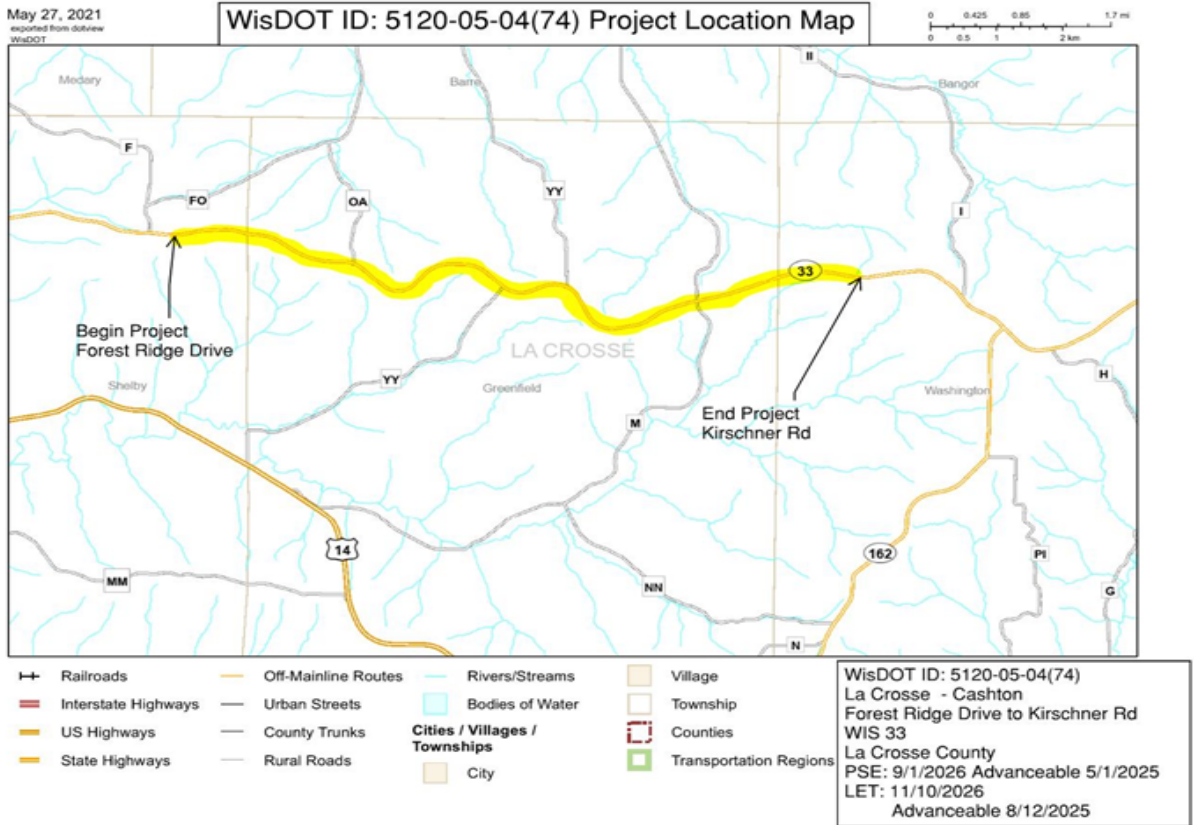 May 27, 2021
exported from dotview
WisDOT
WisDOT ID: 5120-05-04(74) Project Location Map
0 0.425 0.85 1.7 mi
0 0.5 1 2 km
Medary
Barre
II
Bangor
F
FO
OA
YY
I
33
Begin Project
Forest Ridge Drive
LA CROSSE
Shelby
YY
Greenfield
Washington
H
M
End Project
Kirschner Rd
14
162
MM
NN
PI
G
N
Railroads
Interstate Highways
US Highways
State Highways
Off-Mainline Routes
Urban Streets
County Trunks
Rural Roads
Rivers/Streams
Bodies of Water
Cities / Villages /
Townships
City
Village
Township
Counties
Transportation Regions
WisDOT ID: 5120-05-04(74)
La Crosse - Cashton
Forest Ridge Drive to Kirschner Rd
WIS 33
La Crosse County
PSE: 9/1/2026 Advanceable 5/1/2025
LET: 11/10/2026
Advanceable 8/12/2025